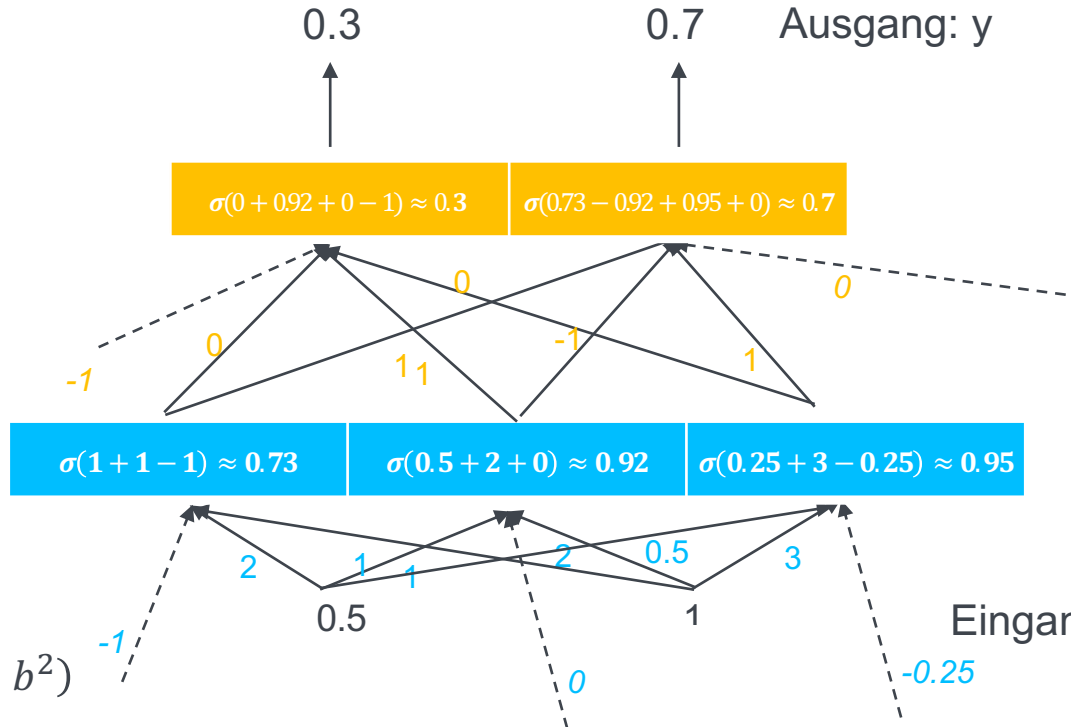 0.3 0.7 Ausgang: y
σ(0 + 0.92 + 0 − 1) ≈ 0.3 σ(0.73 − 0.92 + 0.95 + 0) ≈ 0.7
0 0
0 1 1 -1 1
-1
σ(1 + 1 − 1) ≈ 0.73 σ(0.5 + 2 + 0) ≈ 0.92 σ(0.25 + 3 − 0.25) ≈ 0.95
2 1 1 2 0.5 3
0.5 1
-1 Eingan
b²) 0 -0.25